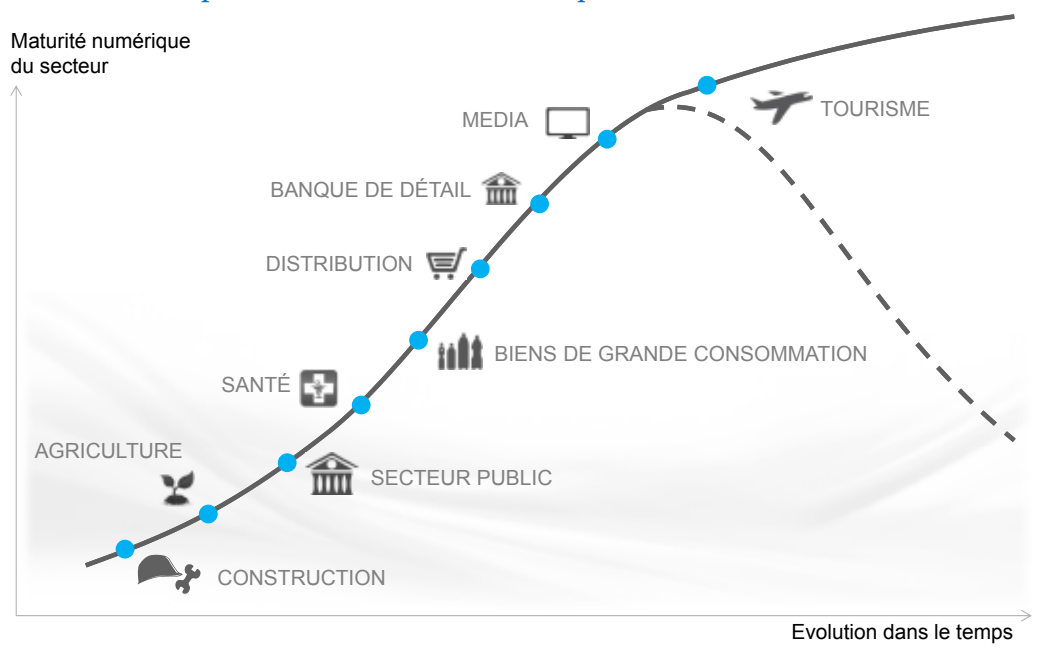 Maturité numérique
du secteur
TOURISME
MEDIA
BANQUE DE DÉTAIL
DISTRIBUTION
BIENS DE GRANDE CONSOMMATION
SANTÉ
AGRICULTURE
SECTEUR PUBLIC
CONSTRUCTION
Evolution dans le temps